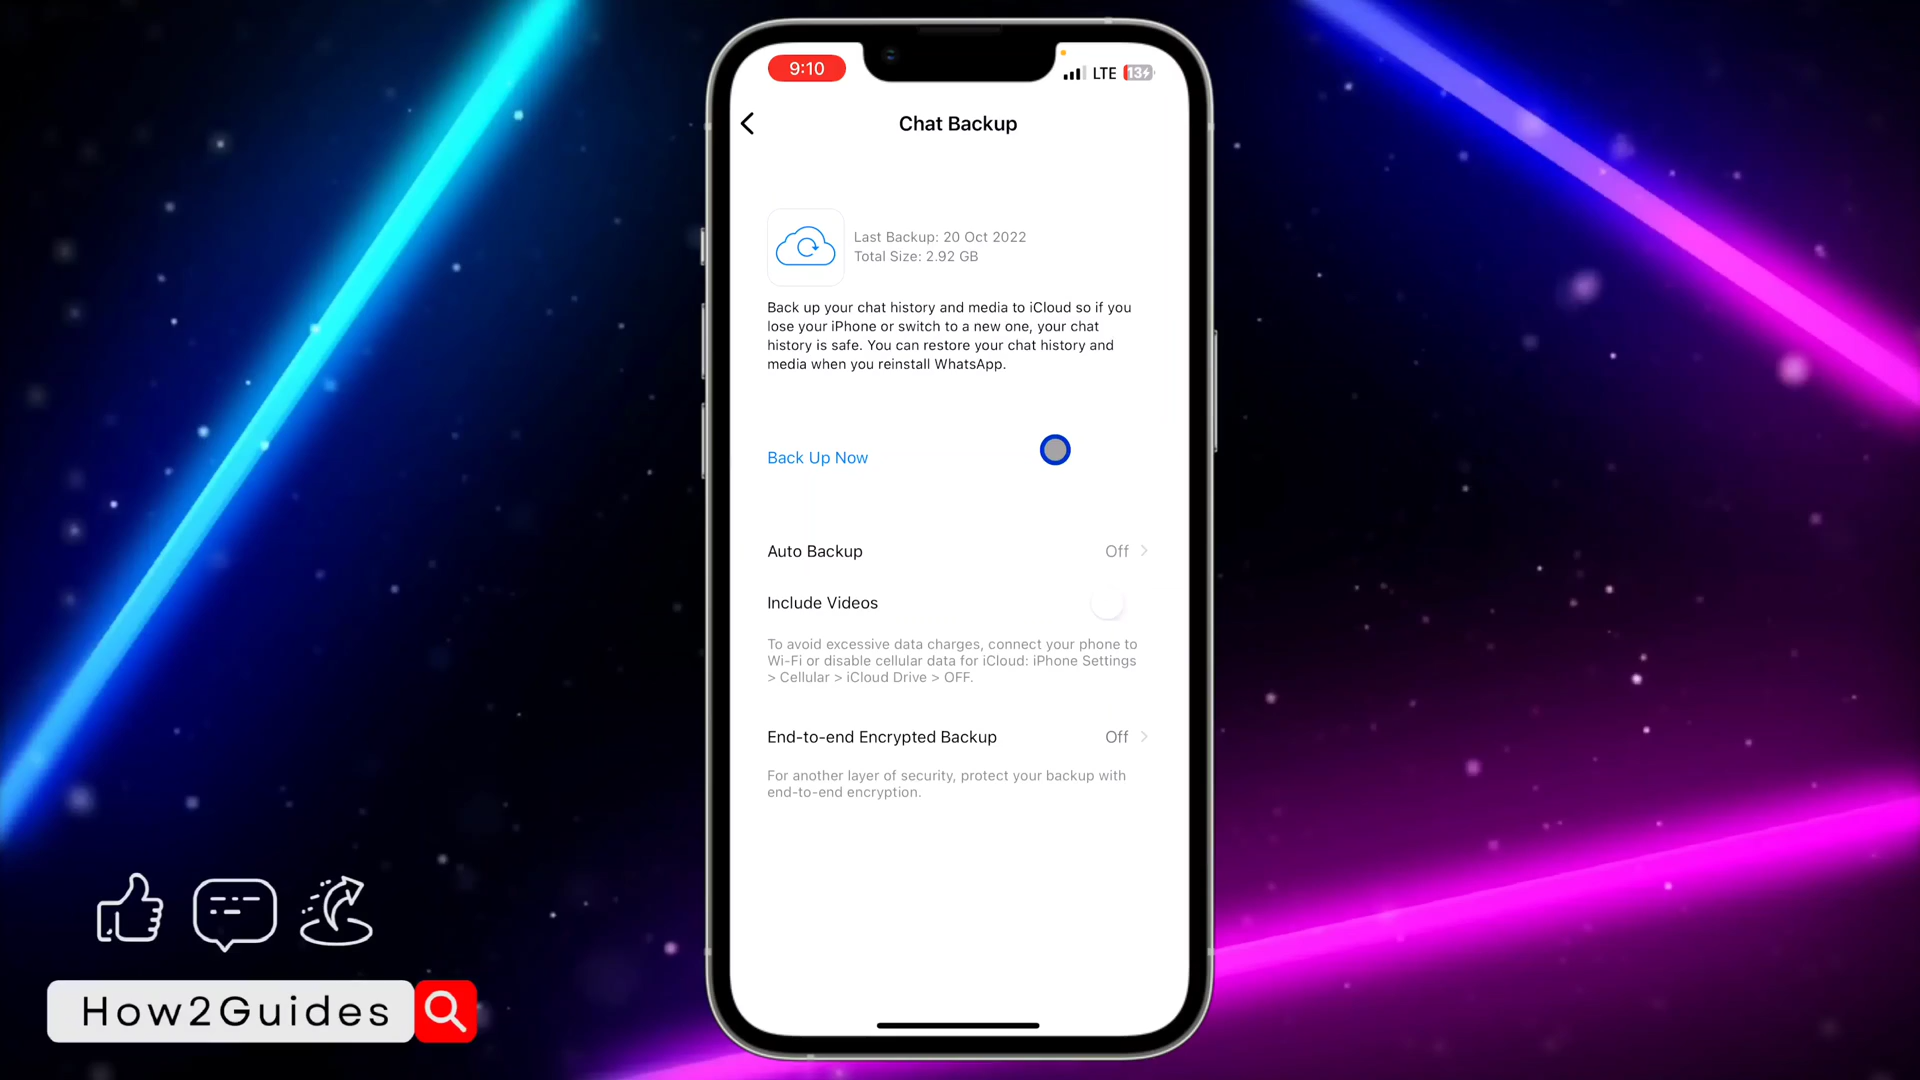 9:10
LTE 13
Chat Backup
Last Backup: 20 Oct 2022
Total Size: 2.92 GB
Back up your chat history and media to iCloud so if you
lose your iPhone or switch to a new one, your chat
history is safe. You can restore your chat history and
media when you reinstall WhatsApp.
Back Up Now
Auto Backup Off
Include Videos
To avoid excessive data charges, connect your phone to
Wi-Fi or disable cellular data for iCloud: iPhone Settings
> Cellular > iCloud Drive > OFF.
End-to-end Encrypted Backup Off
For another layer of security, protect your backup with
end-to-end encryption.
How2Guides